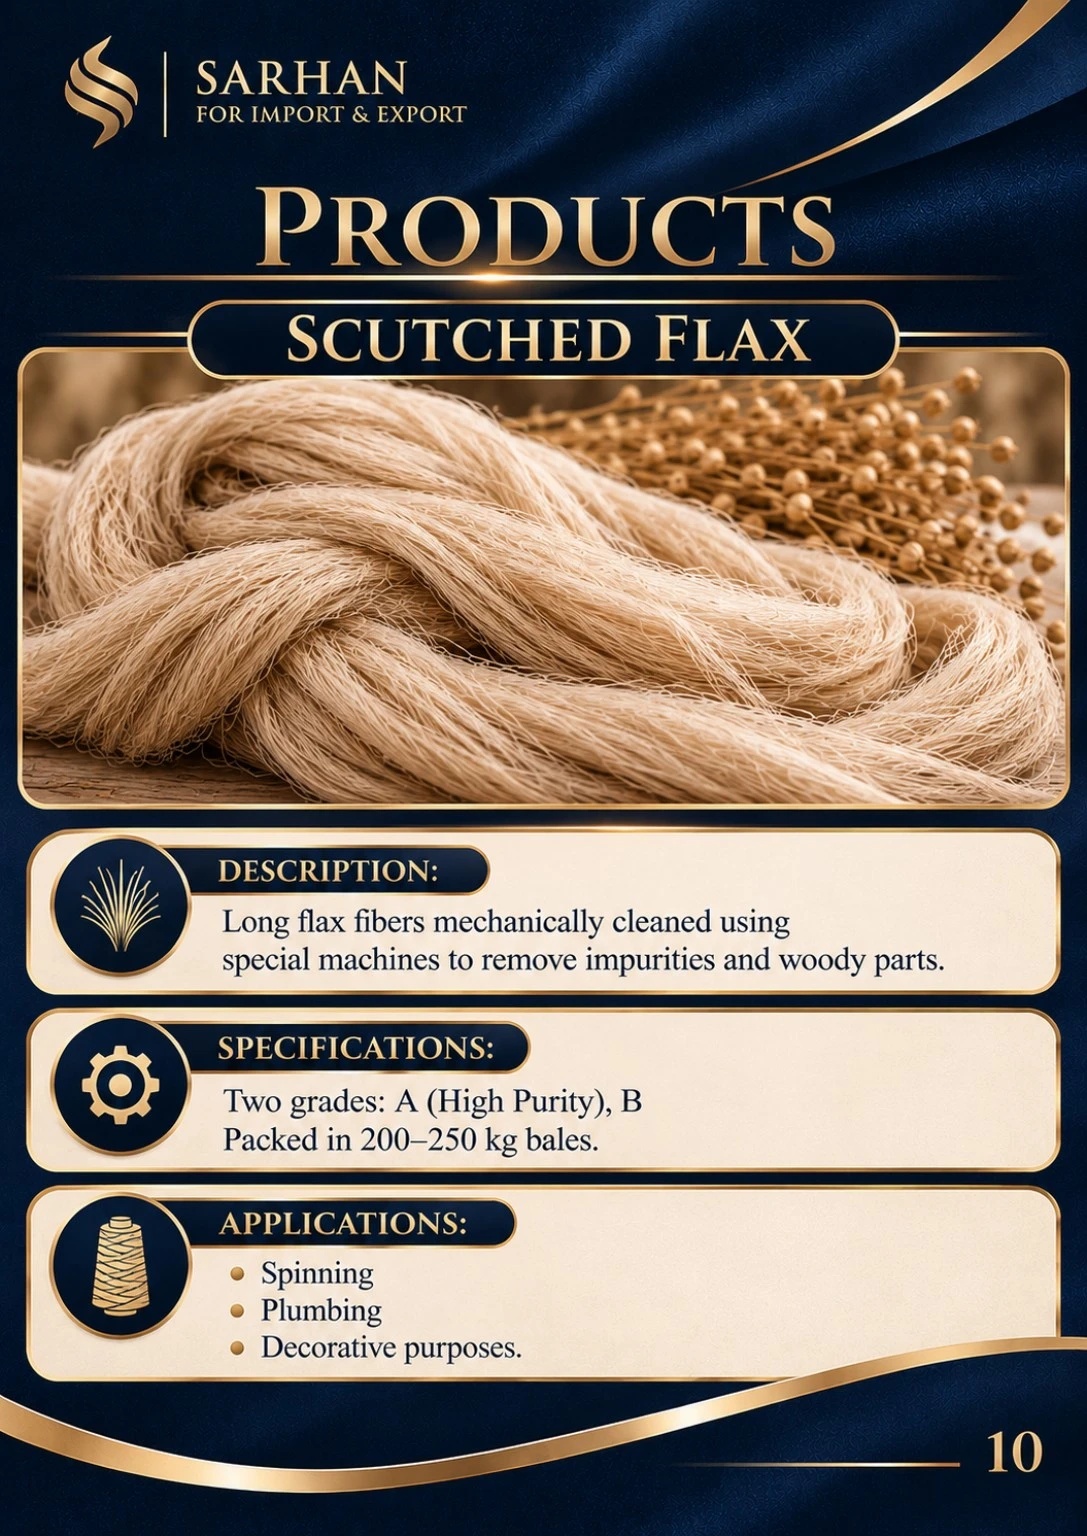 SARHAN
FOR IMPORT & EXPORT
PRODUCTS
SCUTCHED FLAX
DESCRIPTION:
Long flax fibers mechanically cleaned using
special machines to remove impurities and woody parts.
SPECIFICATIONS:
Two grades: A (High Purity), B
Packed in 200–250 kg bales.
APPLICATIONS:
• Spinning
• Plumbing
• Decorative purposes.
10